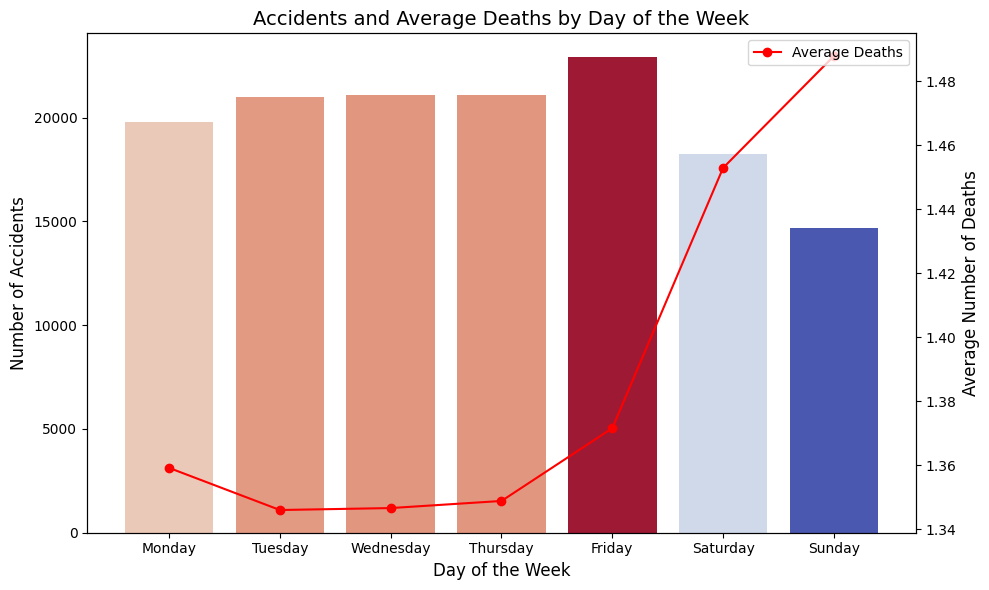 Accidents and Average Deaths by Day of the Week
Average Deaths
Number of Accidents
20000
15000
10000
5000
0
1.48
1.46
1.44
1.42
1.40
1.38
1.36
1.34
Average Number of Deaths
Monday Tuesday Wednesday Thursday Friday Saturday Sunday
Day of the Week